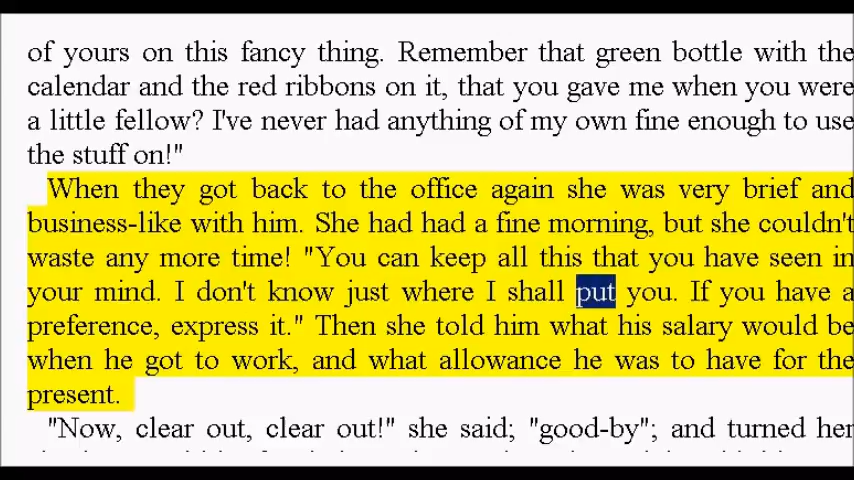 of yours on this fancy thing. Remember that green bottle with the
calendar and the red ribbons on it, that you gave me when you were
a little fellow? I've never had anything of my own fine enough to use
the stuff on!"
When they got back to the office again she was very brief and
business-like with him. She had had a fine morning, but she couldn't
waste any more time! "You can keep all this that you have seen in
your mind. I don't know just where I shall put you. If you have a
preference, express it." Then she told him what his salary would be
when he got to work, and what allowance he was to have for the
present.
"Now, clear out, clear out!" she said; "good-by"; and turned her